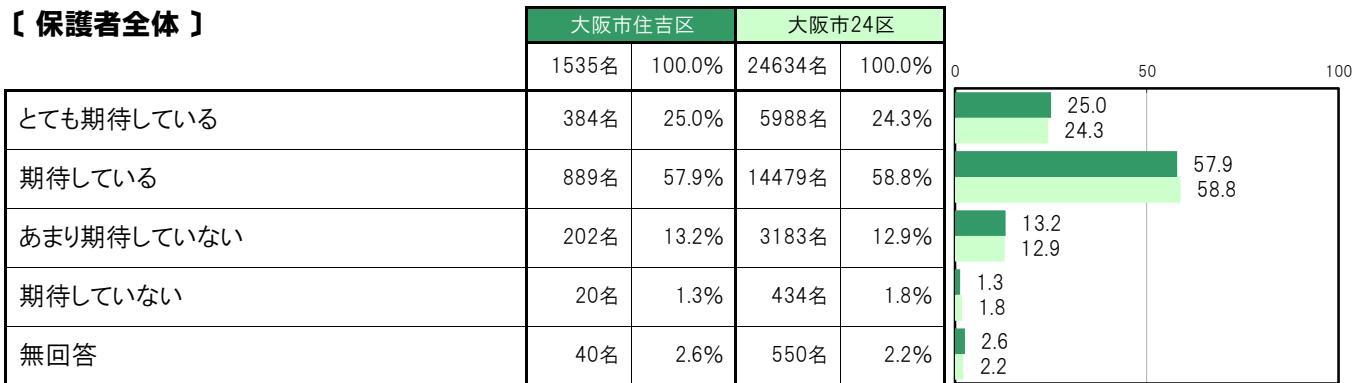 〔 保護者全体 〕
大阪市住吉区 大阪市24区
1535名 100.0% 24634名 100.0%
0 50 100
とても期待している 384名 25.0% 5988名 24.3%
25.0
24.3
期待している 889名 57.9% 14479名 58.8%
57.9
58.8
あまり期待していない 202名 13.2% 3183名 12.9%
13.2
12.9
期待していない 20名 1.3% 434名 1.8%
1.3
1.8
無回答 40名 2.6% 550名 2.2%
2.6
2.2